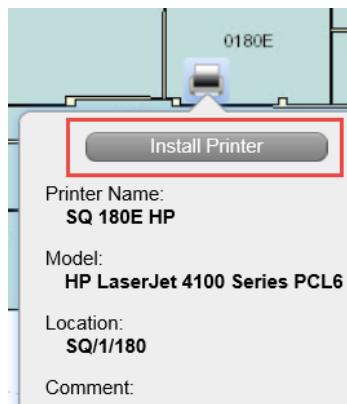 0180E
Install Printer
Printer Name:
SQ 180E HP
Model:
HP LaserJet 4100 Series PCL6
Location:
SQ/1/180
Comment: